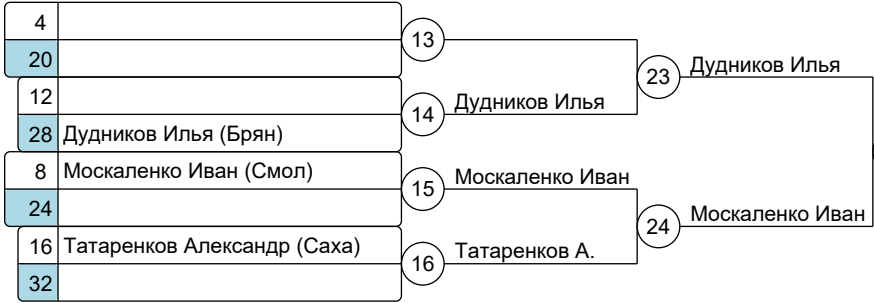 4
13
20
23 Дудников Илья
12
14 Дудников Илья
28 Дудников Илья (Брян)
8 Москаленко Иван (Смол)
15 Москаленко Иван
24
24 Москаленко Иван
16 Татаренков Александр (Саха)
16 Татаренков А.
32